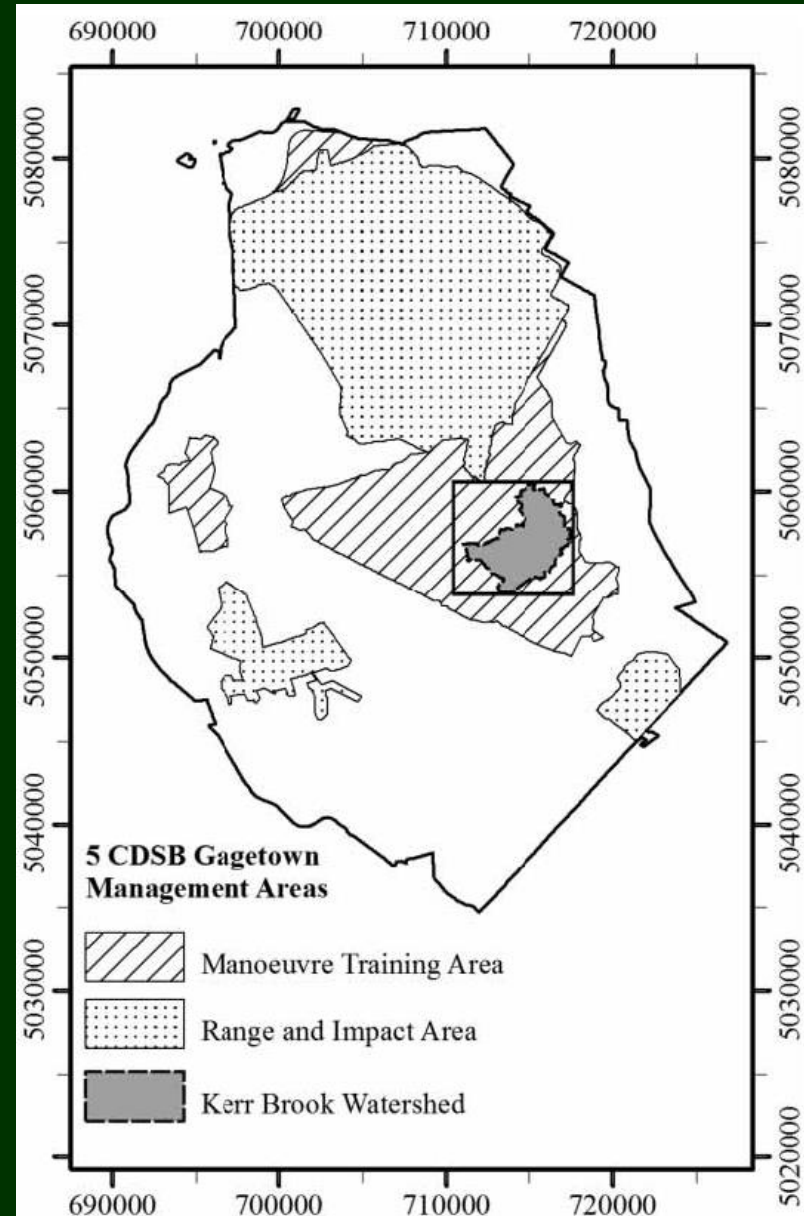 690000 700000 710000 720000
5080000 5080000
5070000 5070000
5060000 5060000
5050000 5050000
5040000 5040000
5030000 5030000
5020000 5020000
5 CDSB Gagetown
Management Areas
Manoeuvre Training Area
Range and Impact Area
Kerr Brook Watershed
690000 700000 710000 720000